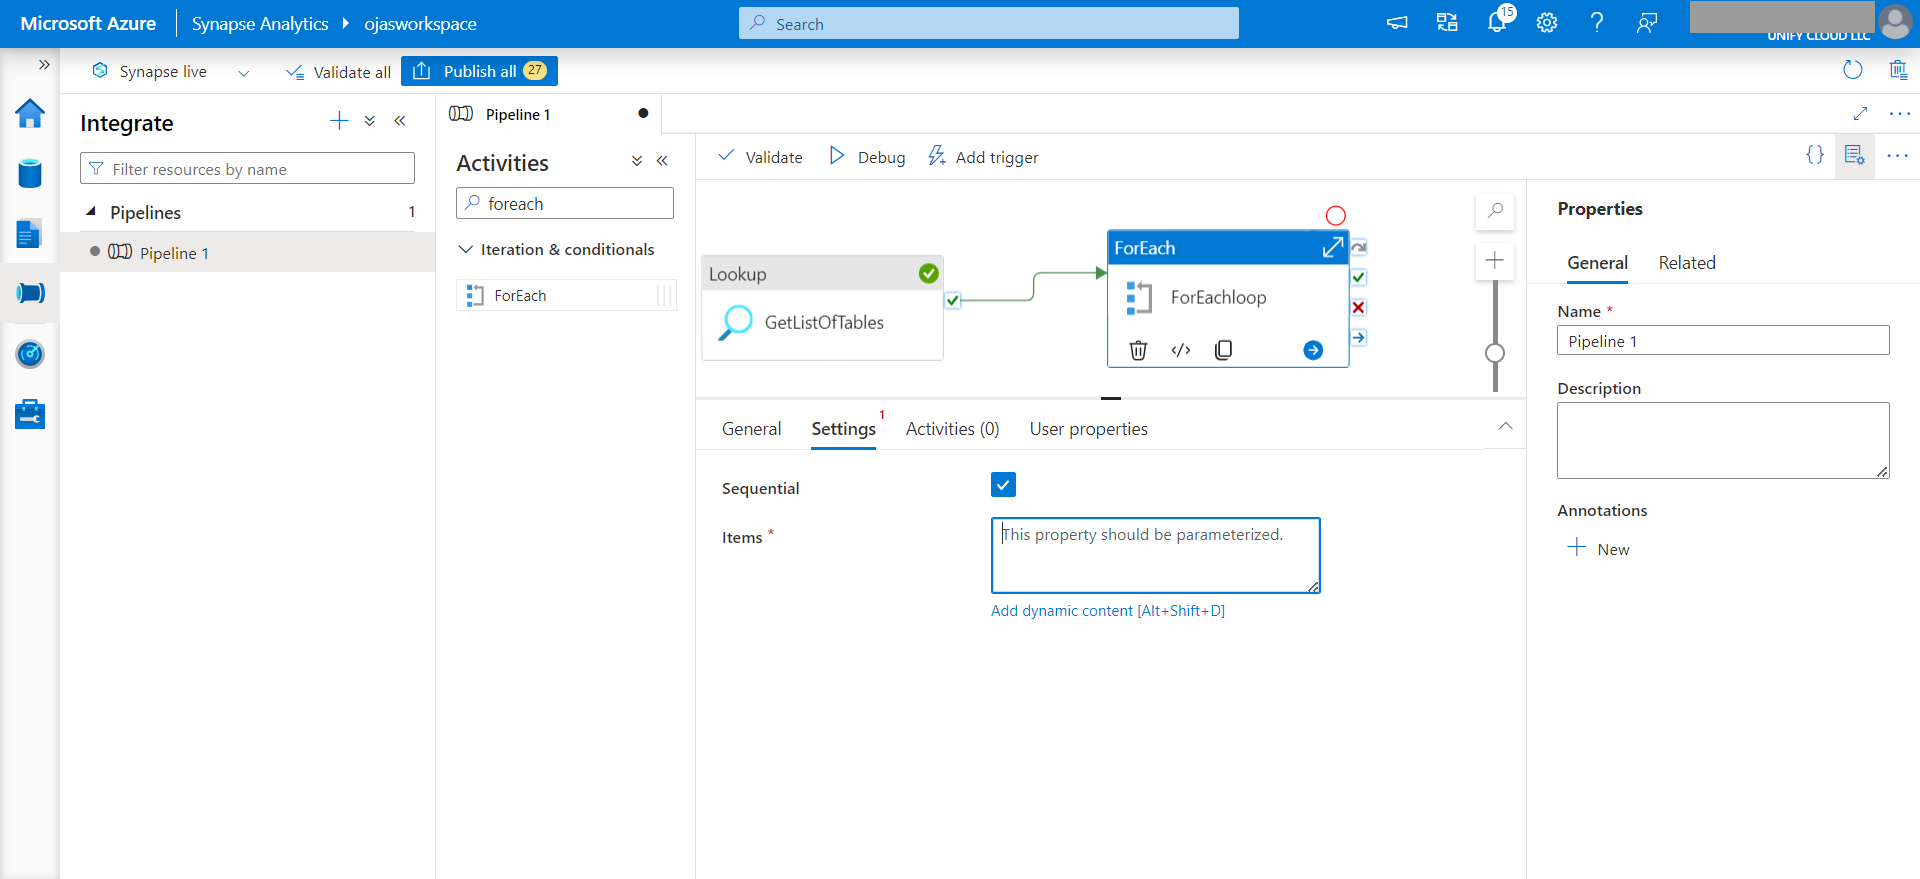 Microsoft Azure
Synapse Analytics
ojasworkspace
Search
15
UNIFY CLOUD LLC
Synapse live
Validate all
Publish all 27
Integrate
Filter resources by name
Pipelines 1
Pipeline 1
Pipeline 1
Activities
foreach
Iteration & conditionals
ForEach
Validate
Debug
Add trigger
{}
Lookup
GetListOfTables
ForEach
ForEachloop
</>
General
Settings 1
Activities (0)
User properties
Sequential
Items *
This property should be parameterized.
Add dynamic content [Alt+Shift+D]
Properties
General
Related
Name *
Pipeline 1
Description
Annotations
New